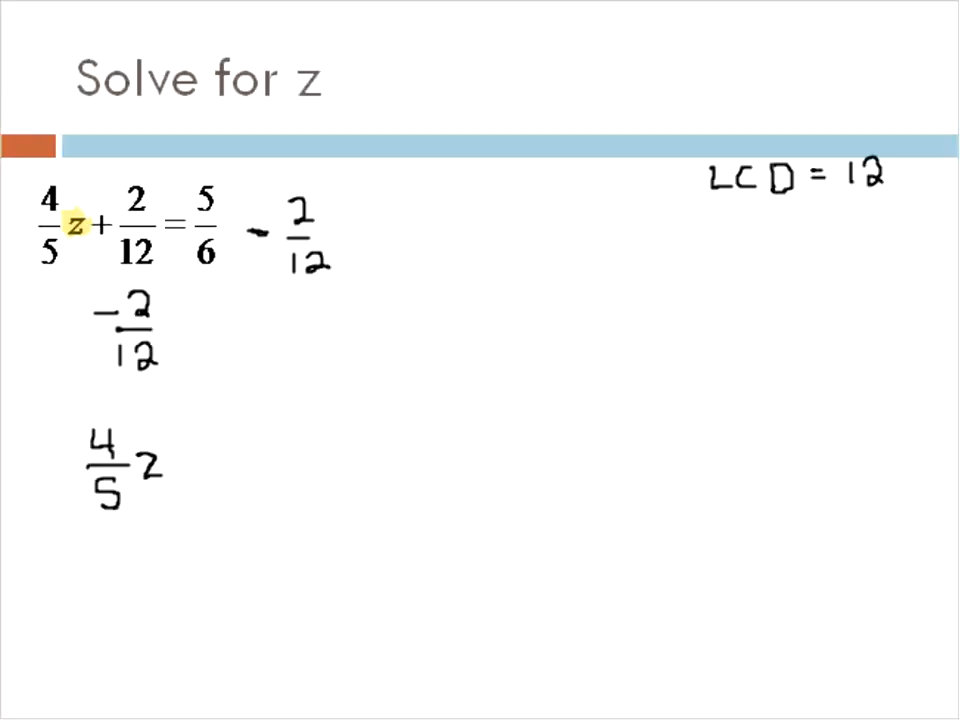 Solve for z
LCD = 12
4/5 z + 2/12 = 5/6 - 2/12
- 2/12
4/5 z